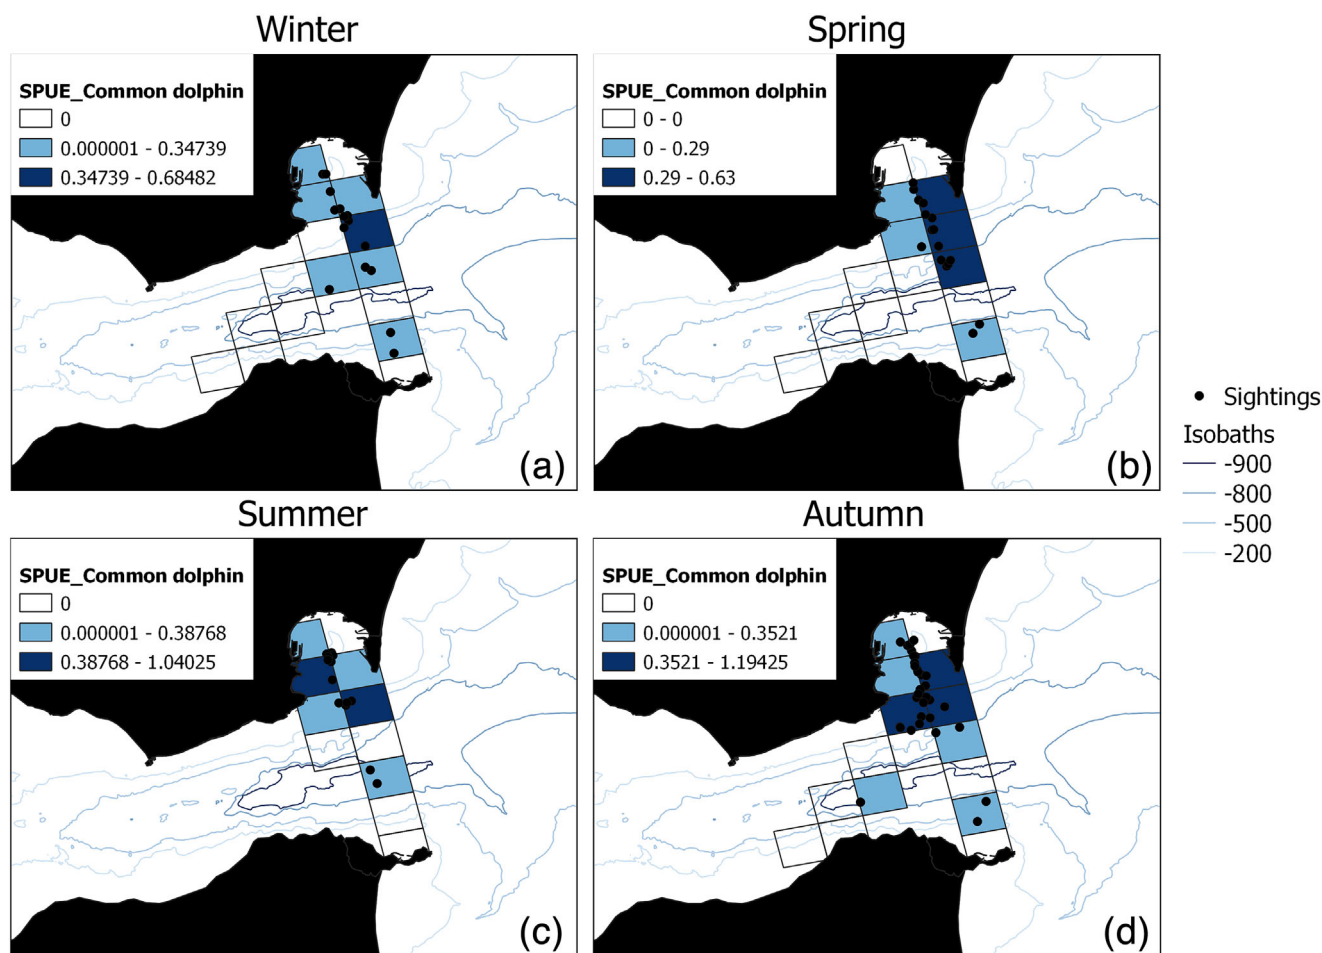 Winter
SPUE_Common dolphin
0
0.000001 - 0.34739
0.34739 - 0.68482
(a)
Spring
SPUE_Common dolphin
0 - 0
0 - 0.29
0.29 - 0.63
(b)
Summer
SPUE_Common dolphin
0
0.000001 - 0.38768
0.38768 - 1.04025
(c)
Autumn
SPUE_Common dolphin
0
0.000001 - 0.3521
0.3521 - 1.19425
(d)
Sightings
Isobaths
-900
-800
-500
-200